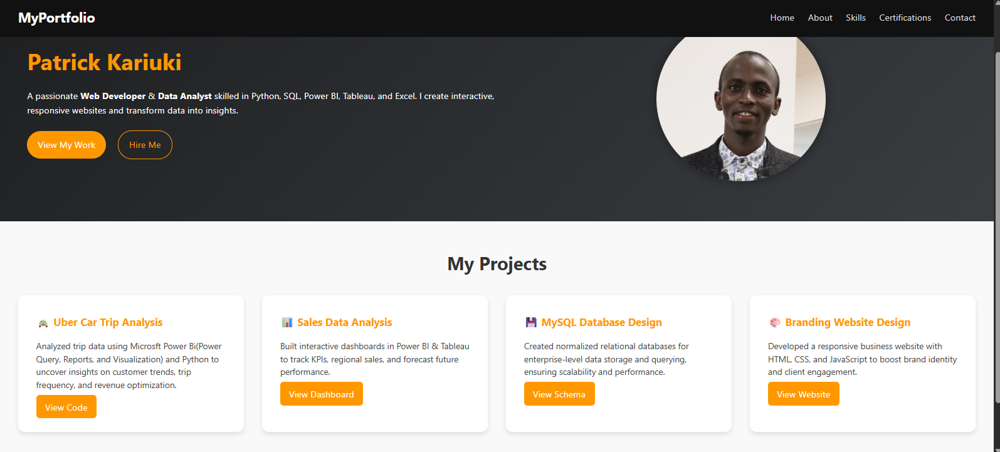 MyPortfolio
Home About Skills Certifications Contact
Patrick Kariuki
A passionate Web Developer & Data Analyst skilled in Python, SQL, Power BI, Tableau, and Excel. I create interactive,
responsive websites and transform data into insights.
View My Work
Hire Me
My Projects
Uber Car Trip Analysis
Analyzed trip data using Microsft Power Bi(Power
Query, Reports, and Visualization) and Python to
uncover insights on customer trends, trip
frequency, and revenue optimization.
View Code
Sales Data Analysis
Built interactive dashboards in Power BI & Tableau
to track KPIs, regional sales, and forecast future
performance.
View Dashboard
MySQL Database Design
Created normalized relational databases for
enterprise-level data storage and querying,
ensuring scalability and performance.
View Schema
Branding Website Design
Developed a responsive business website with
HTML, CSS, and JavaScript to boost brand identity
and client engagement.
View Website